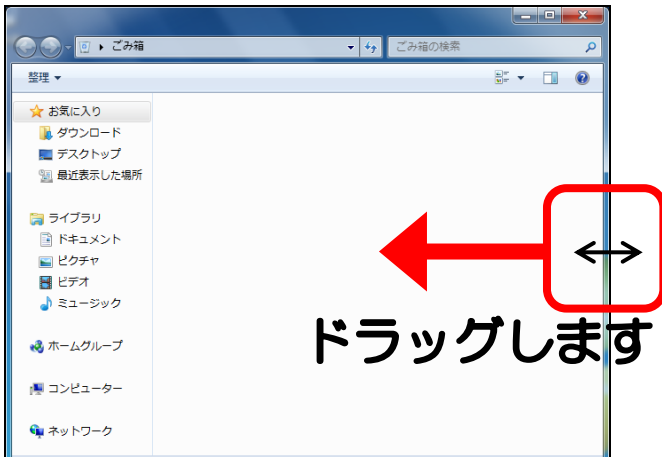 ごみ箱
ごみ箱の検索
整理
お気に入り
ダウンロード
デスクトップ
最近表示した場所
ライブラリ
ドキュメント
ピクチャ
ビデオ
ミュージック
ホームグループ
コンピューター
ネットワーク
ドラッグします